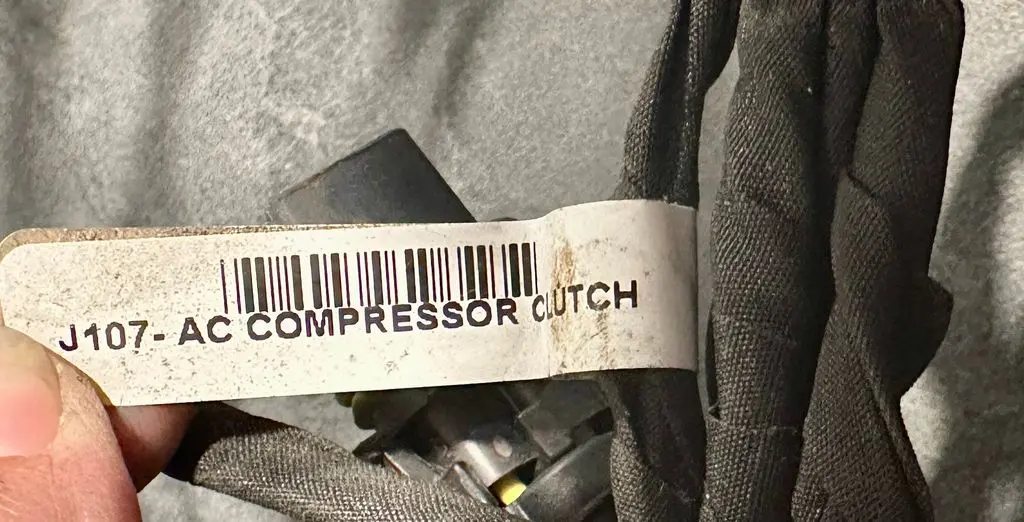 J107- AC COMPRESSOR CLUTCH